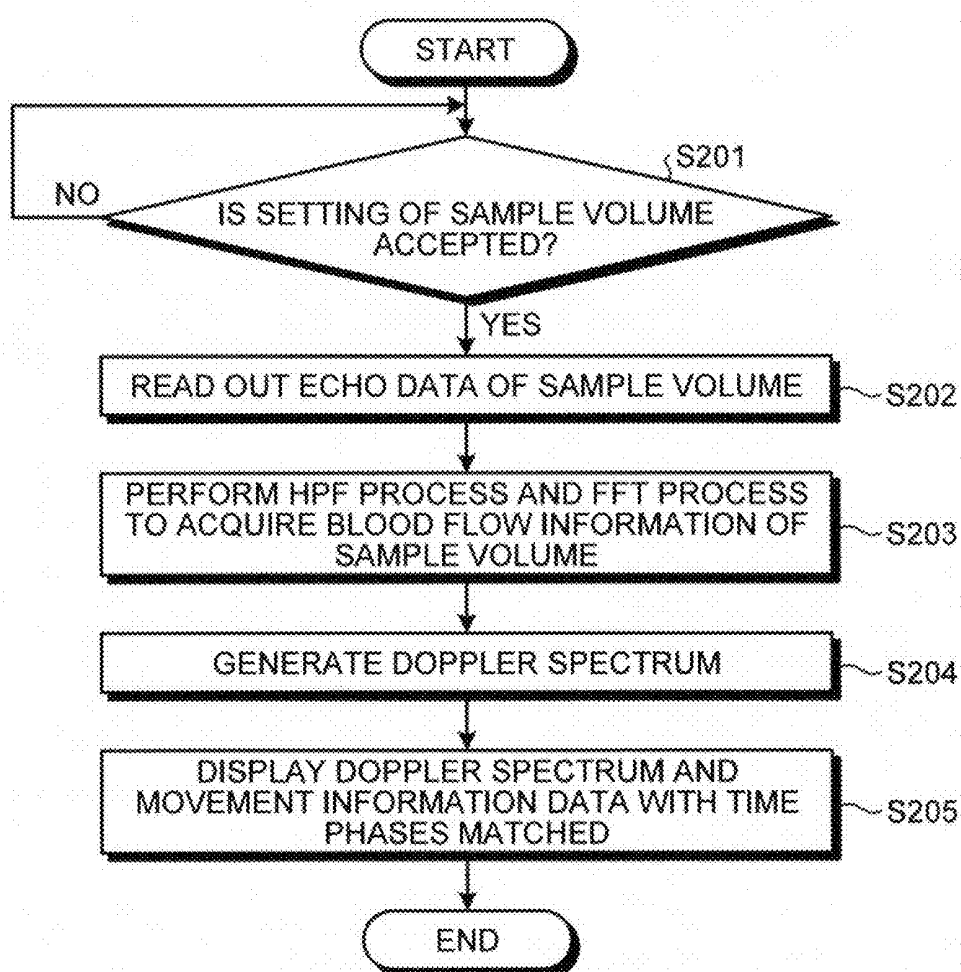 START
S201
NO
IS SETTING OF SAMPLE VOLUME
ACCEPTED?
YES
READ OUT ECHO DATA OF SAMPLE VOLUME
S202
PERFORM HPF PROCESS AND FFT PROCESS
TO ACQUIRE BLOOD FLOW INFORMATION OF
SAMPLE VOLUME
S203
GENERATE DOPPLER SPECTRUM
S204
DISPLAY DOPPLER SPECTRUM AND
MOVEMENT INFORMATION DATA WITH TIME
PHASES MATCHED
S205
END